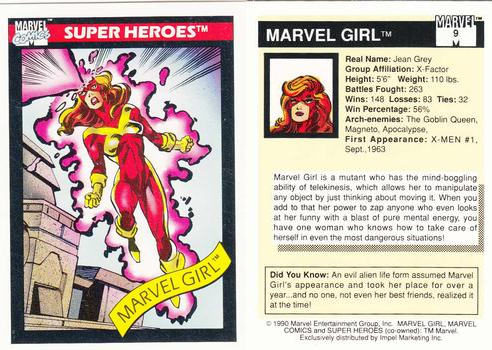 MARVEL
COMICS
M
SUPER HEROES™
MARVEL GIRL™
MARVEL GIRL™
MARVEL
9
M
Real Name: Jean Grey
Group Affiliation: X-Factor
Height: 5'6" Weight: 110 lbs.
Battles Fought: 263
Wins: 148 Losses: 83 Ties: 32
Win Percentage: 56%
Arch-enemies: The Goblin Queen,
Magneto, Apocalypse,
First Appearance: X-MEN #1,
Sept.,1963
Marvel Girl is a mutant who has the mind-boggling
ability of telekinesis, which allows her to manipulate
any object by just thinking about moving it. When you
add to that her power to zap anyone who even looks
at her funny with a blast of pure mental energy, you
have one woman who knows how to take care of
herself in even the most dangerous situations!
Did You Know: An evil alien life form assumed Marvel
Girl's appearance and took her place for over a
year...and no one, not even her best friends, realized it
at the time!
© 1990 Marvel Entertainment Group, Inc. MARVEL GIRL, MARVEL
COMICS and SUPER HEROES (co-owned): TM Marvel.
Exclusively distributed by Impel Marketing Inc.